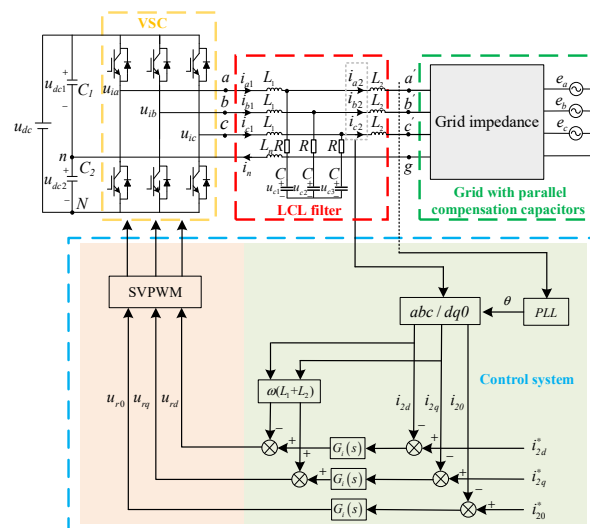 VSC
u_dc
u_dc1
C_1
u_dc2
C_2
n
N
u_ia
u_ib
u_ic
a
b
c
i_a1
i_b1
i_c1
i_n
L_1
L_1
L_1
L_n
R
R
R
C
C
C
u_c1
u_c2
u_c3
i_a2
i_b2
i_c2
L_2
L_2
L_2
LCL filter
a'
b'
c'
g
Grid impedance
e_a
e_b
e_c
Grid with parallel
compensation capacitors
SVPWM
abc / dq0
θ
PLL
Control system
ω(L_1+L_2)
u_r0
u_rq
u_rd
i_2d
i_2q
i_20
−
+
G_i(s)
−
+
i*_2d
+
+
G_i(s)
−
+
i*_2q
G_i(s)
−
+
i*_20